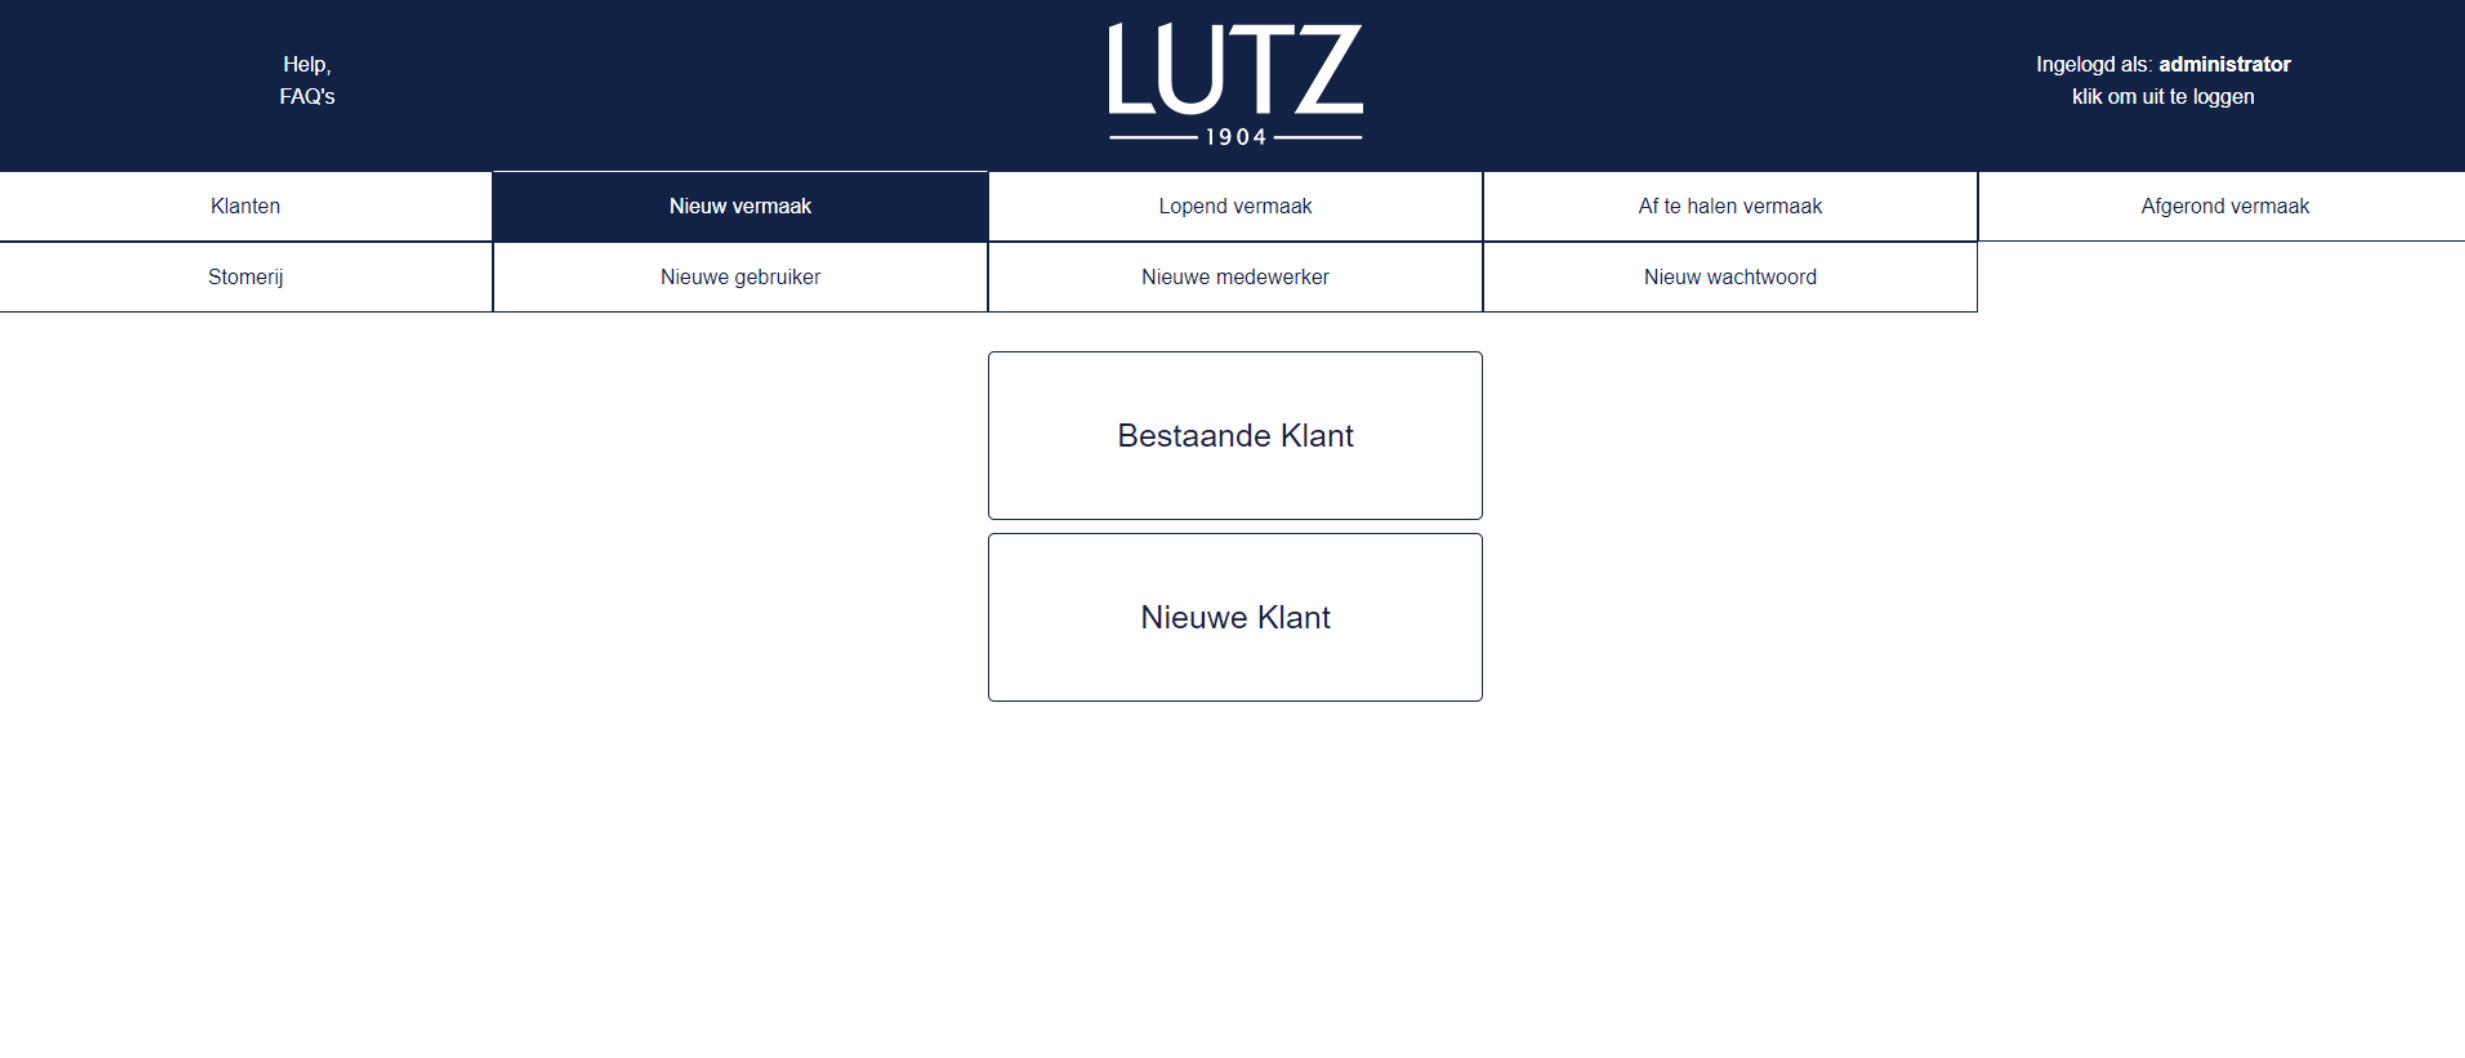 Help,
FAQ's
LUTZ
1904
Ingelogd als: administrator
klik om uit te loggen
Klanten
Nieuw vermaak
Lopend vermaak
Af te halen vermaak
Afgerond vermaak
Stomerij
Nieuwe gebruiker
Nieuwe medewerker
Nieuw wachtwoord
Bestaande Klant
Nieuwe Klant